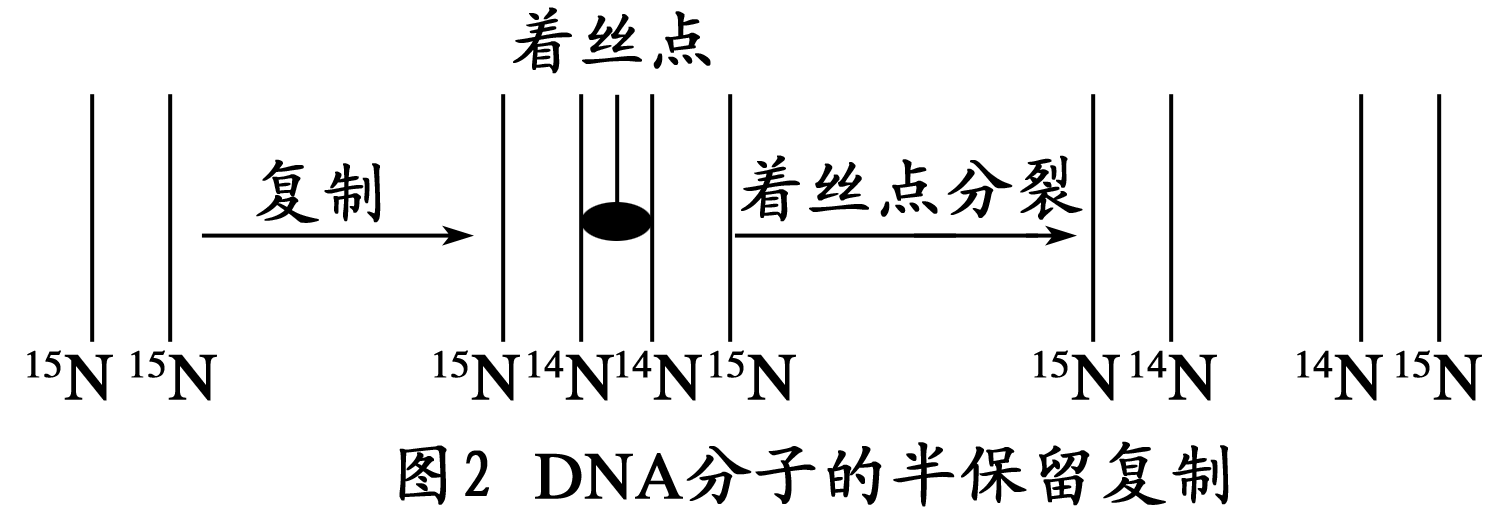 着丝点
复制
着丝点分裂
¹⁵N ¹⁵N ¹⁵N ¹⁴N ¹⁴N ¹⁵N ¹⁵N ¹⁴N ¹⁴N ¹⁵N
图2 DNA分子的半保留复制